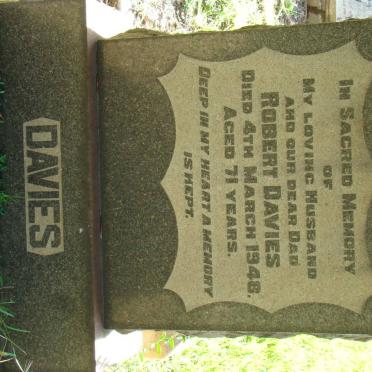 In Sacred Memory
of
My loving Husband
and our dear Dad
Robert Davies
Died 4th March 1948.
Aged 71 years.
Deep in my heart a memory
is kept.
DAVIES